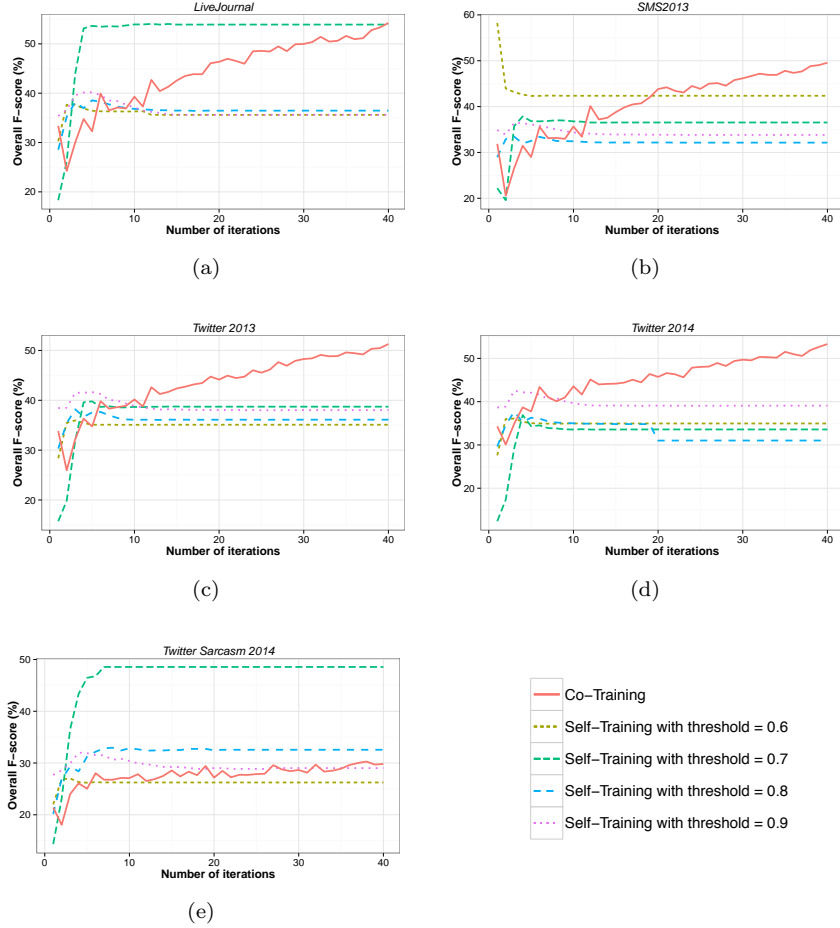 LiveJournal
SMS2013
Overall F-score (%)
50
40
30
20
0 10 20 30 40
Number of iterations
(a)
Overall F-score (%)
60
50
40
30
20
0 10 20 30 40
Number of iterations
(b)
Twitter 2013
Twitter 2014
Overall F-score (%)
50
40
30
20
0 10 20 30 40
Number of iterations
(c)
Overall F-score (%)
50
40
30
20
0 10 20 30 40
Number of iterations
(d)
Twitter Sarcasm 2014
Overall F-score (%)
50
40
30
20
0 10 20 30 40
Number of iterations
(e)
Co-Training
Self-Training with threshold = 0.6
Self-Training with threshold = 0.7
Self-Training with threshold = 0.8
Self-Training with threshold = 0.9